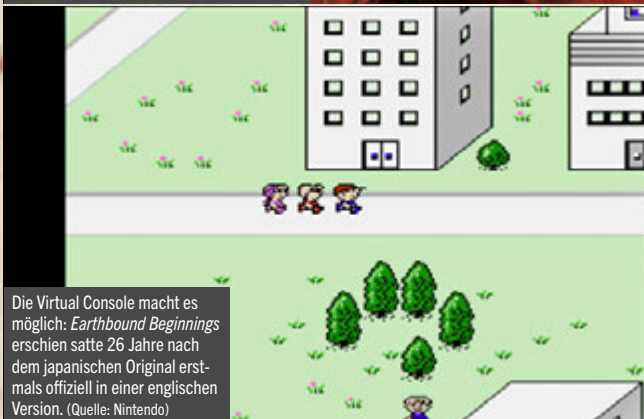 Die Virtual Console macht es
möglich: Earthbound Beginnings
erschien satte 26 Jahre nach
dem japanischen Original erst-
mals offiziell in einer englischen
Version. (Quelle: Nintendo)